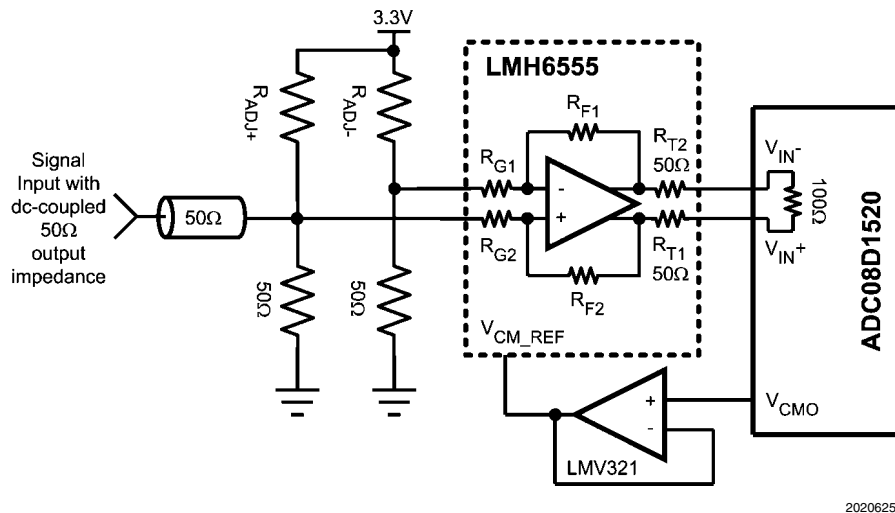 3.3V
LMH6555
R_ADJ+
R_ADJ-
R_F1
R_T2
50Ω
R_G1
V_IN-
Signal
Input with
dc-coupled
50Ω
output
impedance
50Ω
-
+
100Ω
R_G2
R_T1
50Ω
V_IN+
R_F2
50Ω
50Ω
ADC08D1520
V_CM_REF
V_CMO
+
-
LMV321
2020625